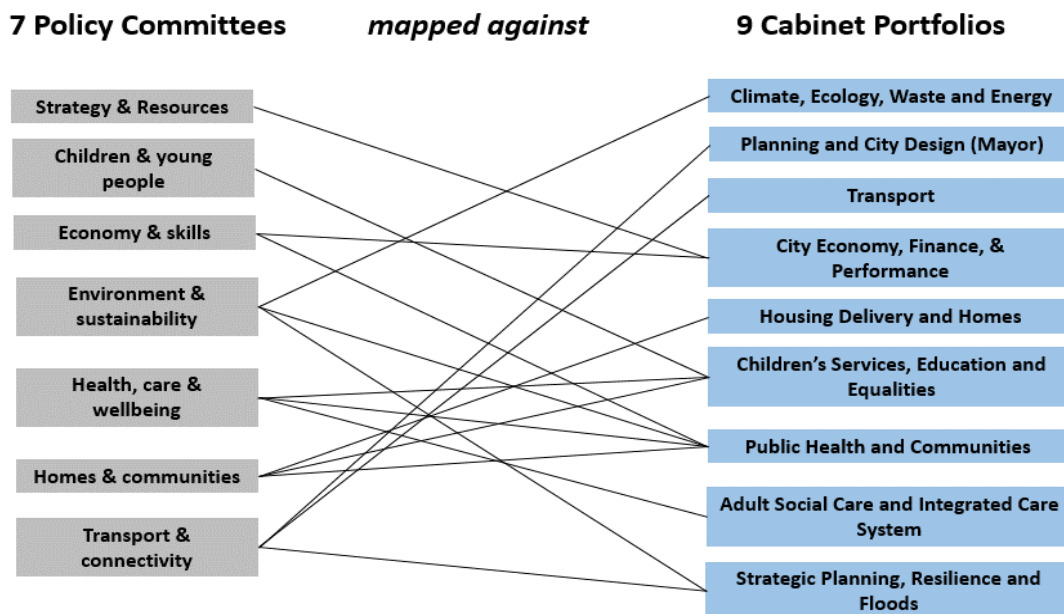 7 Policy Committees mapped against 9 Cabinet Portfolios
Strategy & Resources
Children & young
people
Economy & skills
Environment &
sustainability
Health, care &
wellbeing
Homes & communities
Transport &
connectivity
Climate, Ecology, Waste and Energy
Planning and City Design (Mayor)
Transport
City Economy, Finance, &
Performance
Housing Delivery and Homes
Children’s Services, Education and
Equalities
Public Health and Communities
Adult Social Care and Integrated Care
System
Strategic Planning, Resilience and
Floods